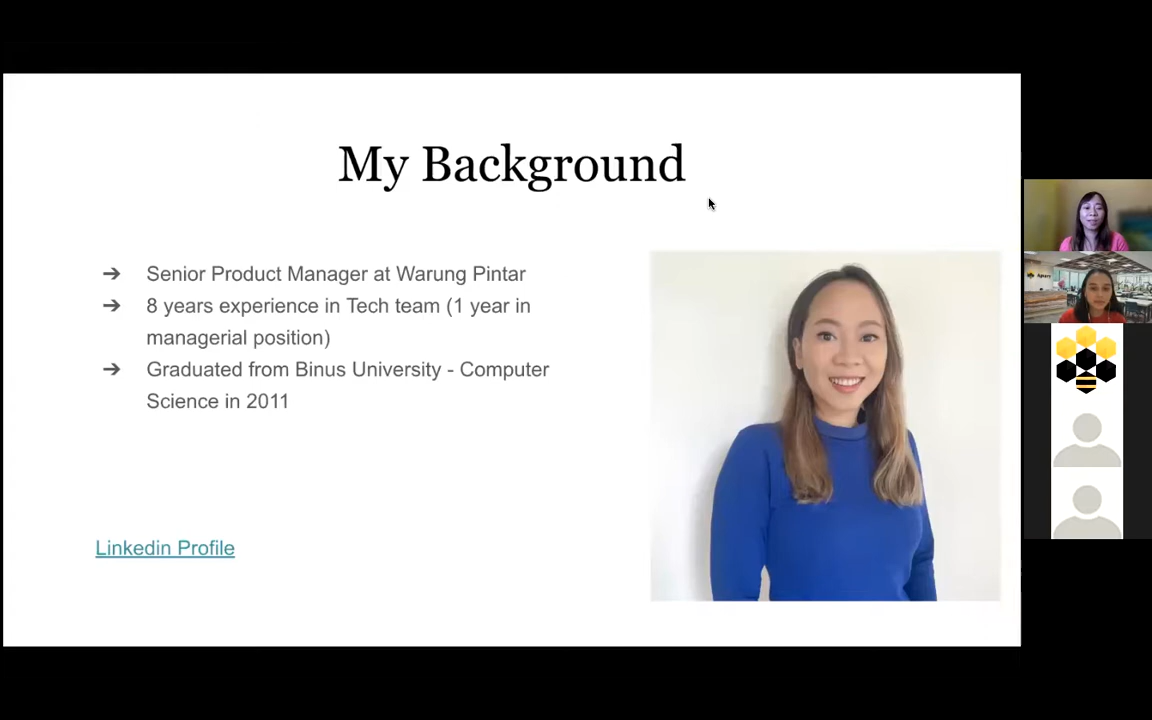 My Background
➔ Senior Product Manager at Warung Pintar
➔ 8 years experience in Tech team (1 year in
managerial position)
➔ Graduated from Binus University - Computer
Science in 2011
Linkedin Profile